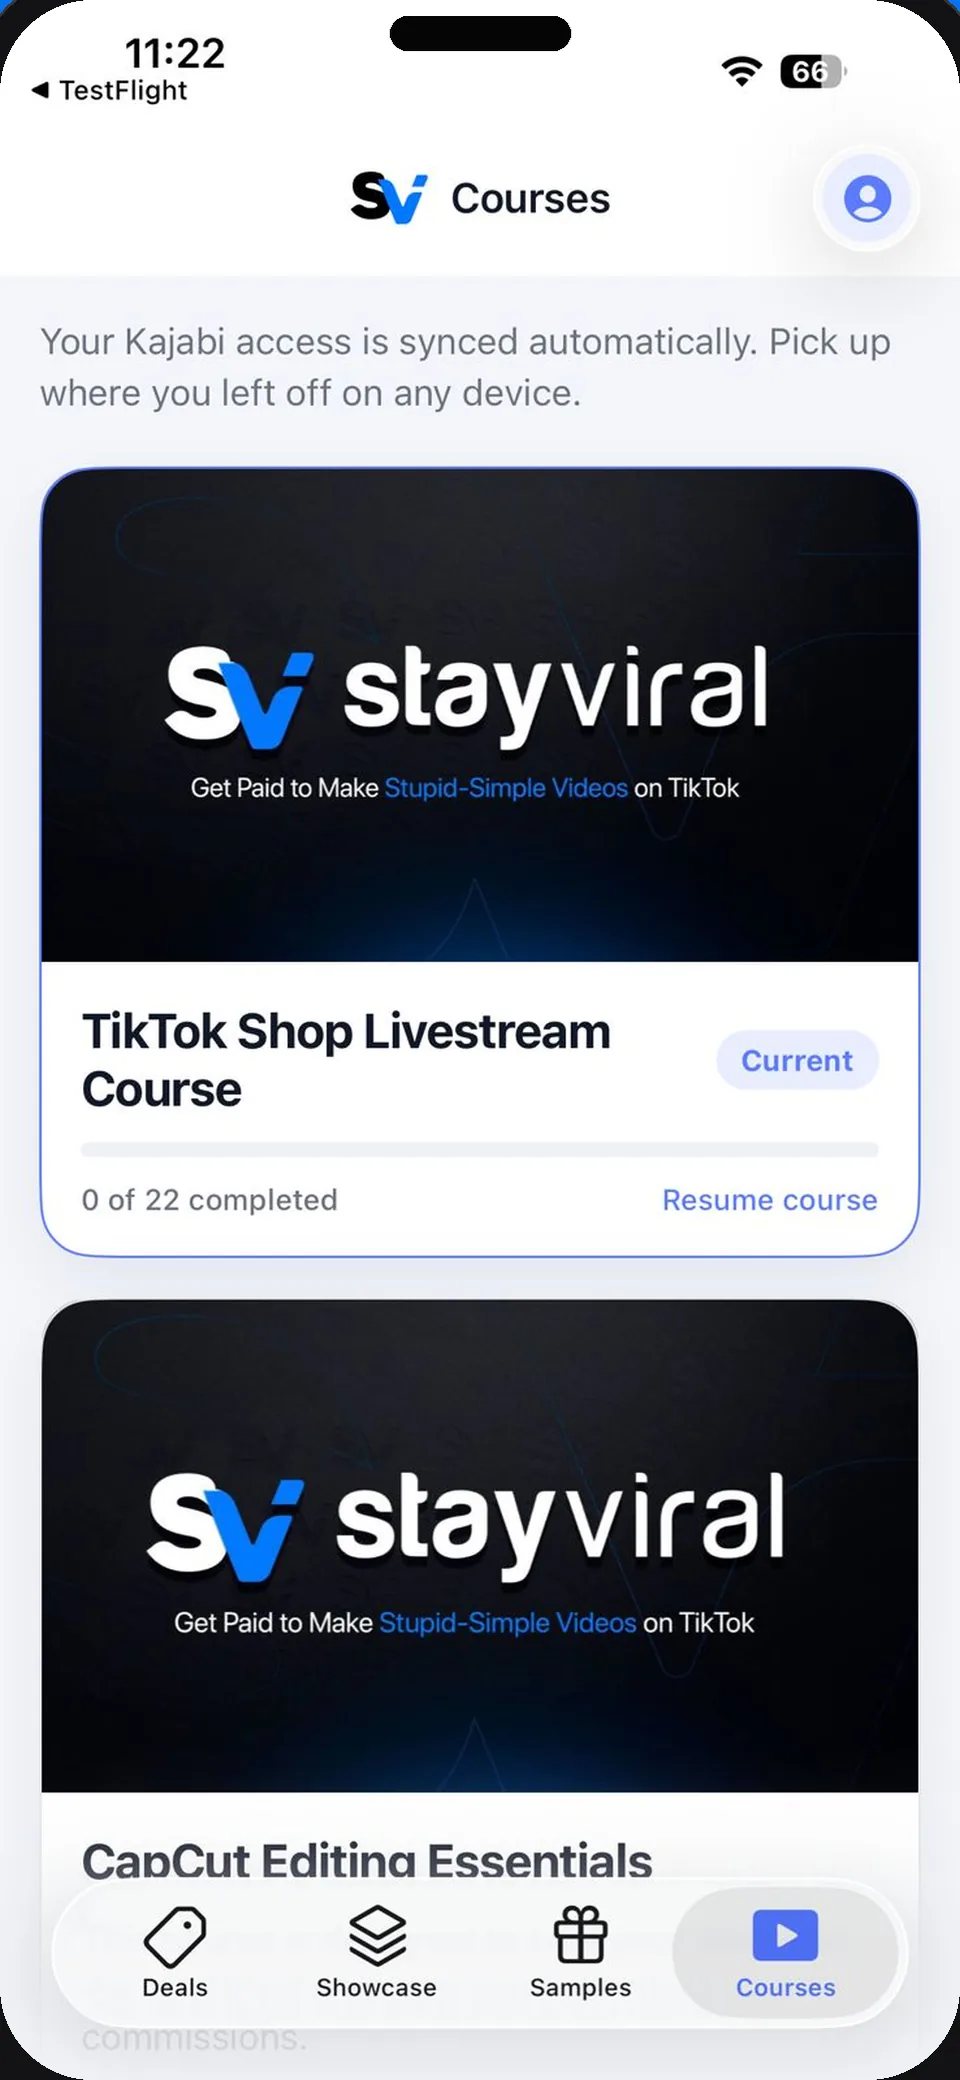 11:22
66
TestFlight
SV Courses
Your Kajabi access is synced automatically. Pick up
where you left off on any device.
SV stayviral
Get Paid to Make Stupid-Simple Videos on TikTok
TikTok Shop Livestream
Course
Current
0 of 22 completed
Resume course
SV stayviral
Get Paid to Make Stupid-Simple Videos on TikTok
CapCut Editing Essentials
Deals
Showcase
Samples
Courses
commissions.